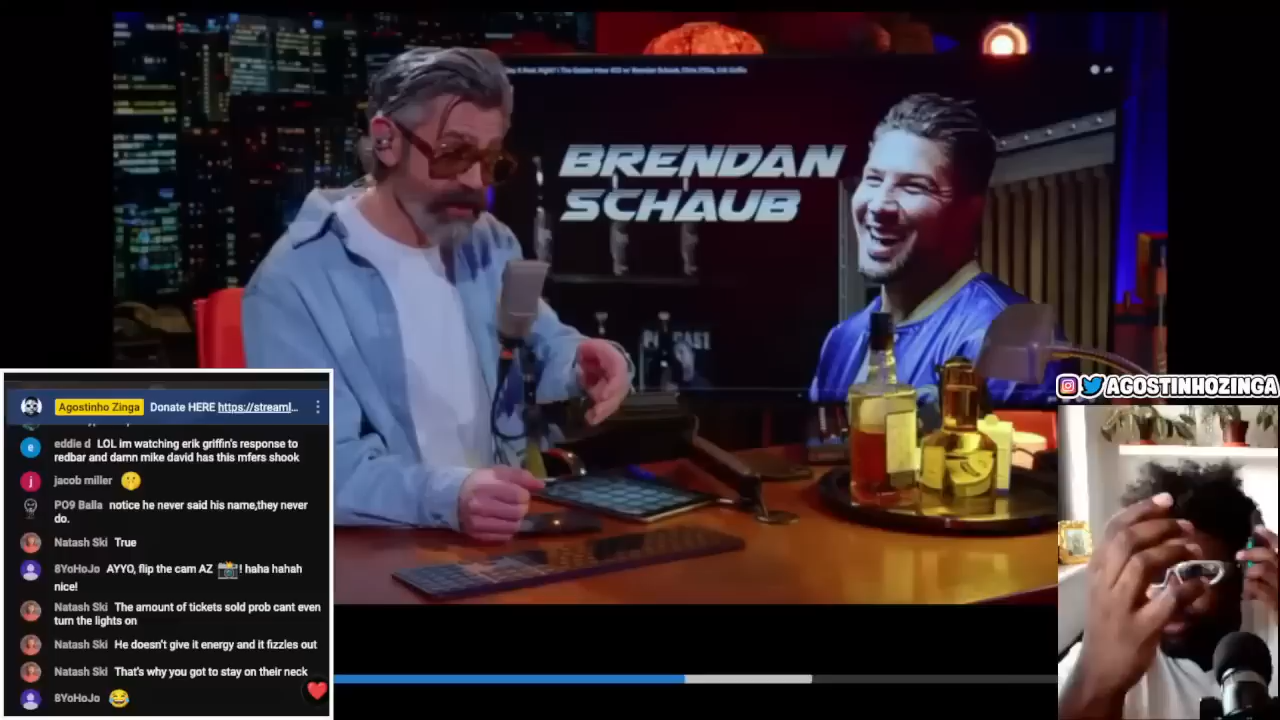 BRENDAN
SCHAUB
AGOSTINHOZINGA
Agostinho Zinga Donate HERE https://streaml...
eddie d LOL im watching erik griffin's response to
redbar and damn mike david has this mfers shook
jacob miller
PO9 Balla notice he never said his name,they never
do.
Natash Ski True
8YoHoJo AYYO, flip the cam AZ ! haha hahah
nice!
Natash Ski The amount of tickets sold prob cant even
turn the lights on
Natash Ski He doesn't give it energy and it fizzles out
Natash Ski That's why you got to stay on their neck
8YoHoJo